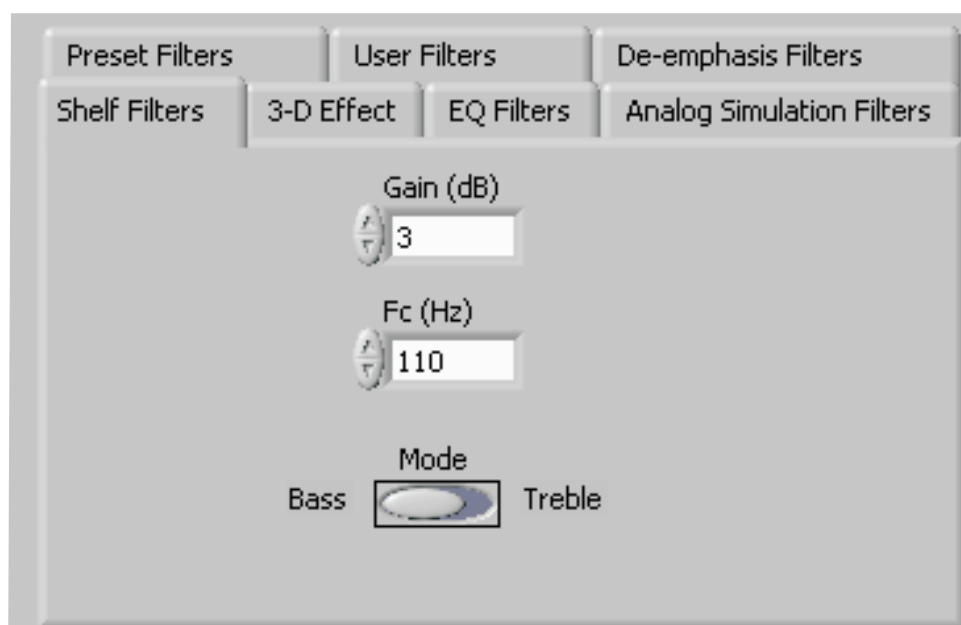 Preset Filters User Filters De-emphasis Filters
Shelf Filters 3-D Effect EQ Filters Analog Simulation Filters
Gain (dB)
3
Fc (Hz)
110
Mode
Bass Treble